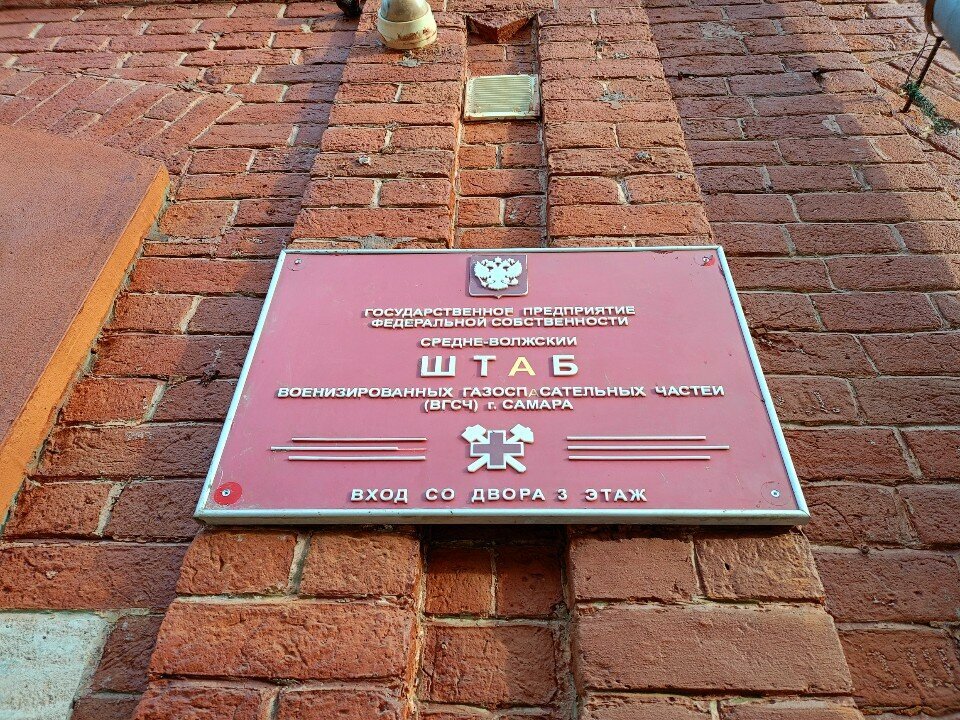 ГОСУДАРСТВЕННОЕ ПРЕДПРИЯТИЕ
ФЕДЕРАЛЬНОЙ СОБСТВЕННОСТИ
СРЕДНЕ-ВОЛЖСКИЙ
ШТАБ
ВОЕНИЗИРОВАННЫХ ГАЗОСПАСАТЕЛЬНЫХ ЧАСТЕЙ
(ВГСЧ) г. САМАРА
ВХОД СО ДВОРА 3 ЭТАЖ